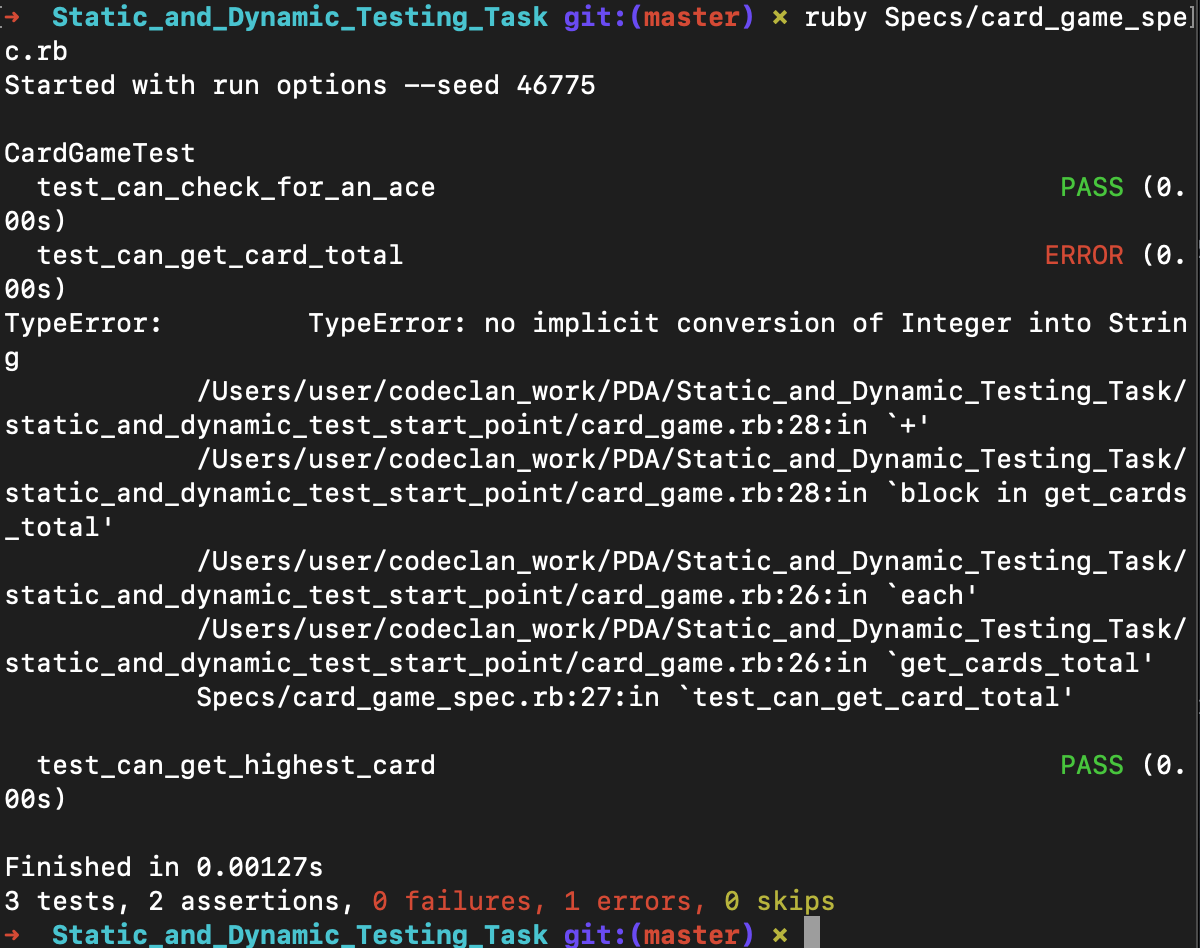 [➜  Static_and_Dynamic_Testing_Task git:(master) ✗ ruby Specs/card_game_spe]
c.rb
Started with run options --seed 46775
CardGameTest
  test_can_check_for_an_ace                                       PASS (0.
00s)
  test_can_get_card_total                                        ERROR (0.
00s)
TypeError:         TypeError: no implicit conversion of Integer into Strin
g
            /Users/user/codeclan_work/PDA/Static_and_Dynamic_Testing_Task/
static_and_dynamic_test_start_point/card_game.rb:28:in `+'
            /Users/user/codeclan_work/PDA/Static_and_Dynamic_Testing_Task/
static_and_dynamic_test_start_point/card_game.rb:28:in `block in get_cards
_total'
            /Users/user/codeclan_work/PDA/Static_and_Dynamic_Testing_Task/
static_and_dynamic_test_start_point/card_game.rb:26:in `each'
            /Users/user/codeclan_work/PDA/Static_and_Dynamic_Testing_Task/
static_and_dynamic_test_start_point/card_game.rb:26:in `get_cards_total'
            Specs/card_game_spec.rb:27:in `test_can_get_card_total'
  test_can_get_highest_card                                       PASS (0.
00s)
Finished in 0.00127s
3 tests, 2 assertions, 0 failures, 1 errors, 0 skips
➜  Static_and_Dynamic_Testing_Task git:(master) ✗